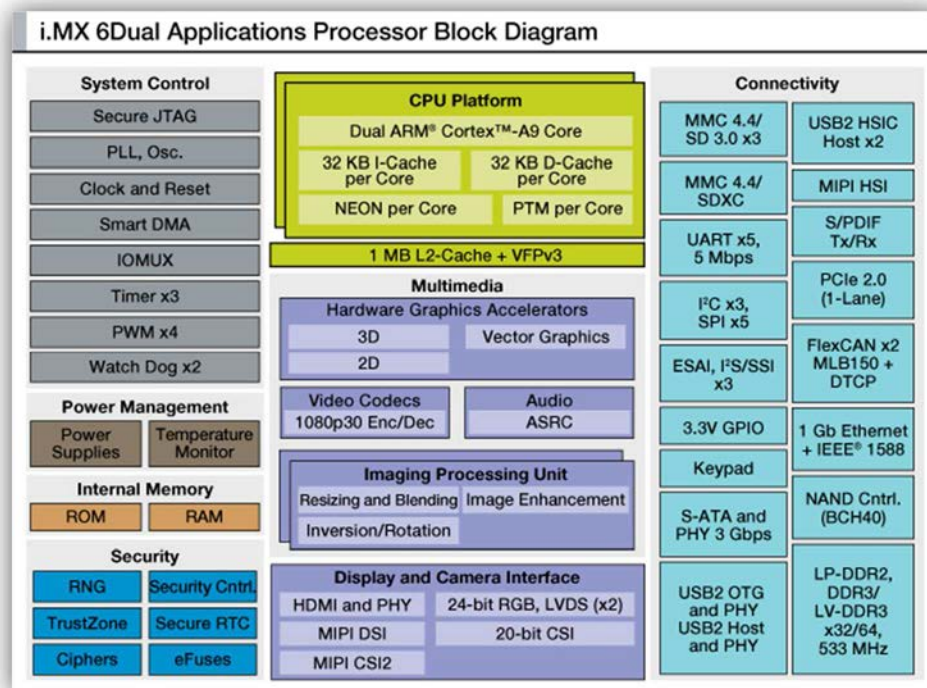 i.MX 6Dual Applications Processor Block Diagram
System Control
Secure JTAG
PLL, Osc.
Clock and Reset
Smart DMA
IOMUX
Timer x3
PWM x4
Watch Dog x2
Power Management
Power
Supplies
Temperature
Monitor
Internal Memory
ROM
RAM
Security
RNG
Security Cntrl.
TrustZone
Secure RTC
Ciphers
eFuses
CPU Platform
Dual ARM® Cortex™-A9 Core
32 KB I-Cache
per Core
32 KB D-Cache
per Core
NEON per Core
PTM per Core
1 MB L2-Cache + VFPv3
Multimedia
Hardware Graphics Accelerators
3D
Vector Graphics
2D
Video Codecs
1080p30 Enc/Dec
Audio
ASRC
Imaging Processing Unit
Resizing and Blending
Image Enhancement
Inversion/Rotation
Display and Camera Interface
HDMI and PHY
24-bit RGB, LVDS (x2)
MIPI DSI
20-bit CSI
MIPI CSI2
Connectivity
MMC 4.4/
SD 3.0 x3
MMC 4.4/
SDXC
UART x5,
5 Mbps
I²C x3,
SPI x5
ESAI, I²S/SSI
x3
3.3V GPIO
Keypad
S-ATA and
PHY 3 Gbps
USB2 OTG
and PHY
USB2 Host
and PHY
USB2 HSIC
Host x2
MIPI HSI
S/PDIF
Tx/Rx
PCIe 2.0
(1-Lane)
FlexCAN x2
MLB150 +
DTCP
1 Gb Ethernet
+ IEEE® 1588
NAND Cntrl.
(BCH40)
LP-DDR2,
DDR3/
LV-DDR3
x32/64,
533 MHz